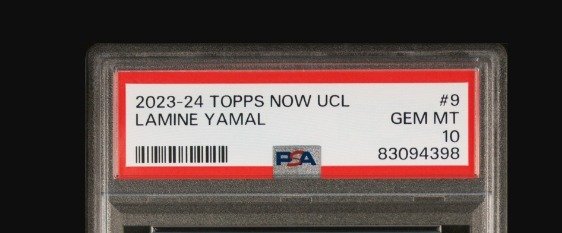 2023-24 TOPPS NOW UCL #9
LAMINE YAMAL GEM MT
10
PSA 83094398